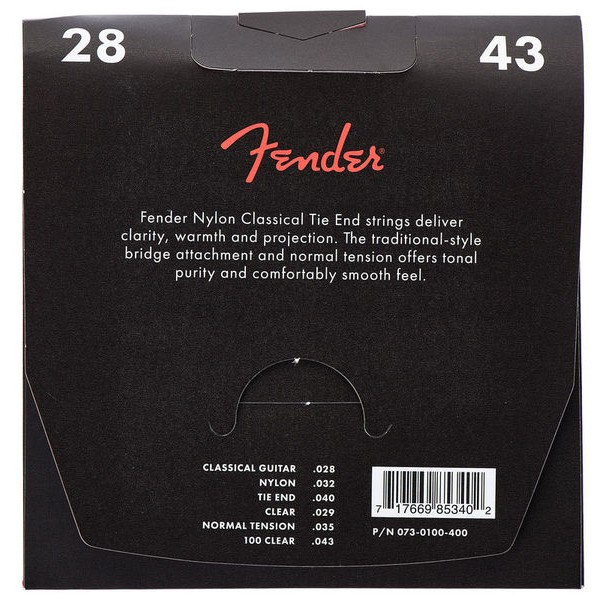 28
43
Fender®
Fender Nylon Classical Tie End strings deliver
clarity, warmth and projection. The traditional-style
bridge attachment and normal tension offers tonal
purity and comfortably smooth feel.
CLASSICAL GUITAR .028
NYLON .032
TIE END .040
CLEAR .029
NORMAL TENSION .035
100 CLEAR .043
7 17669 85340 2
P/N 073-0100-400